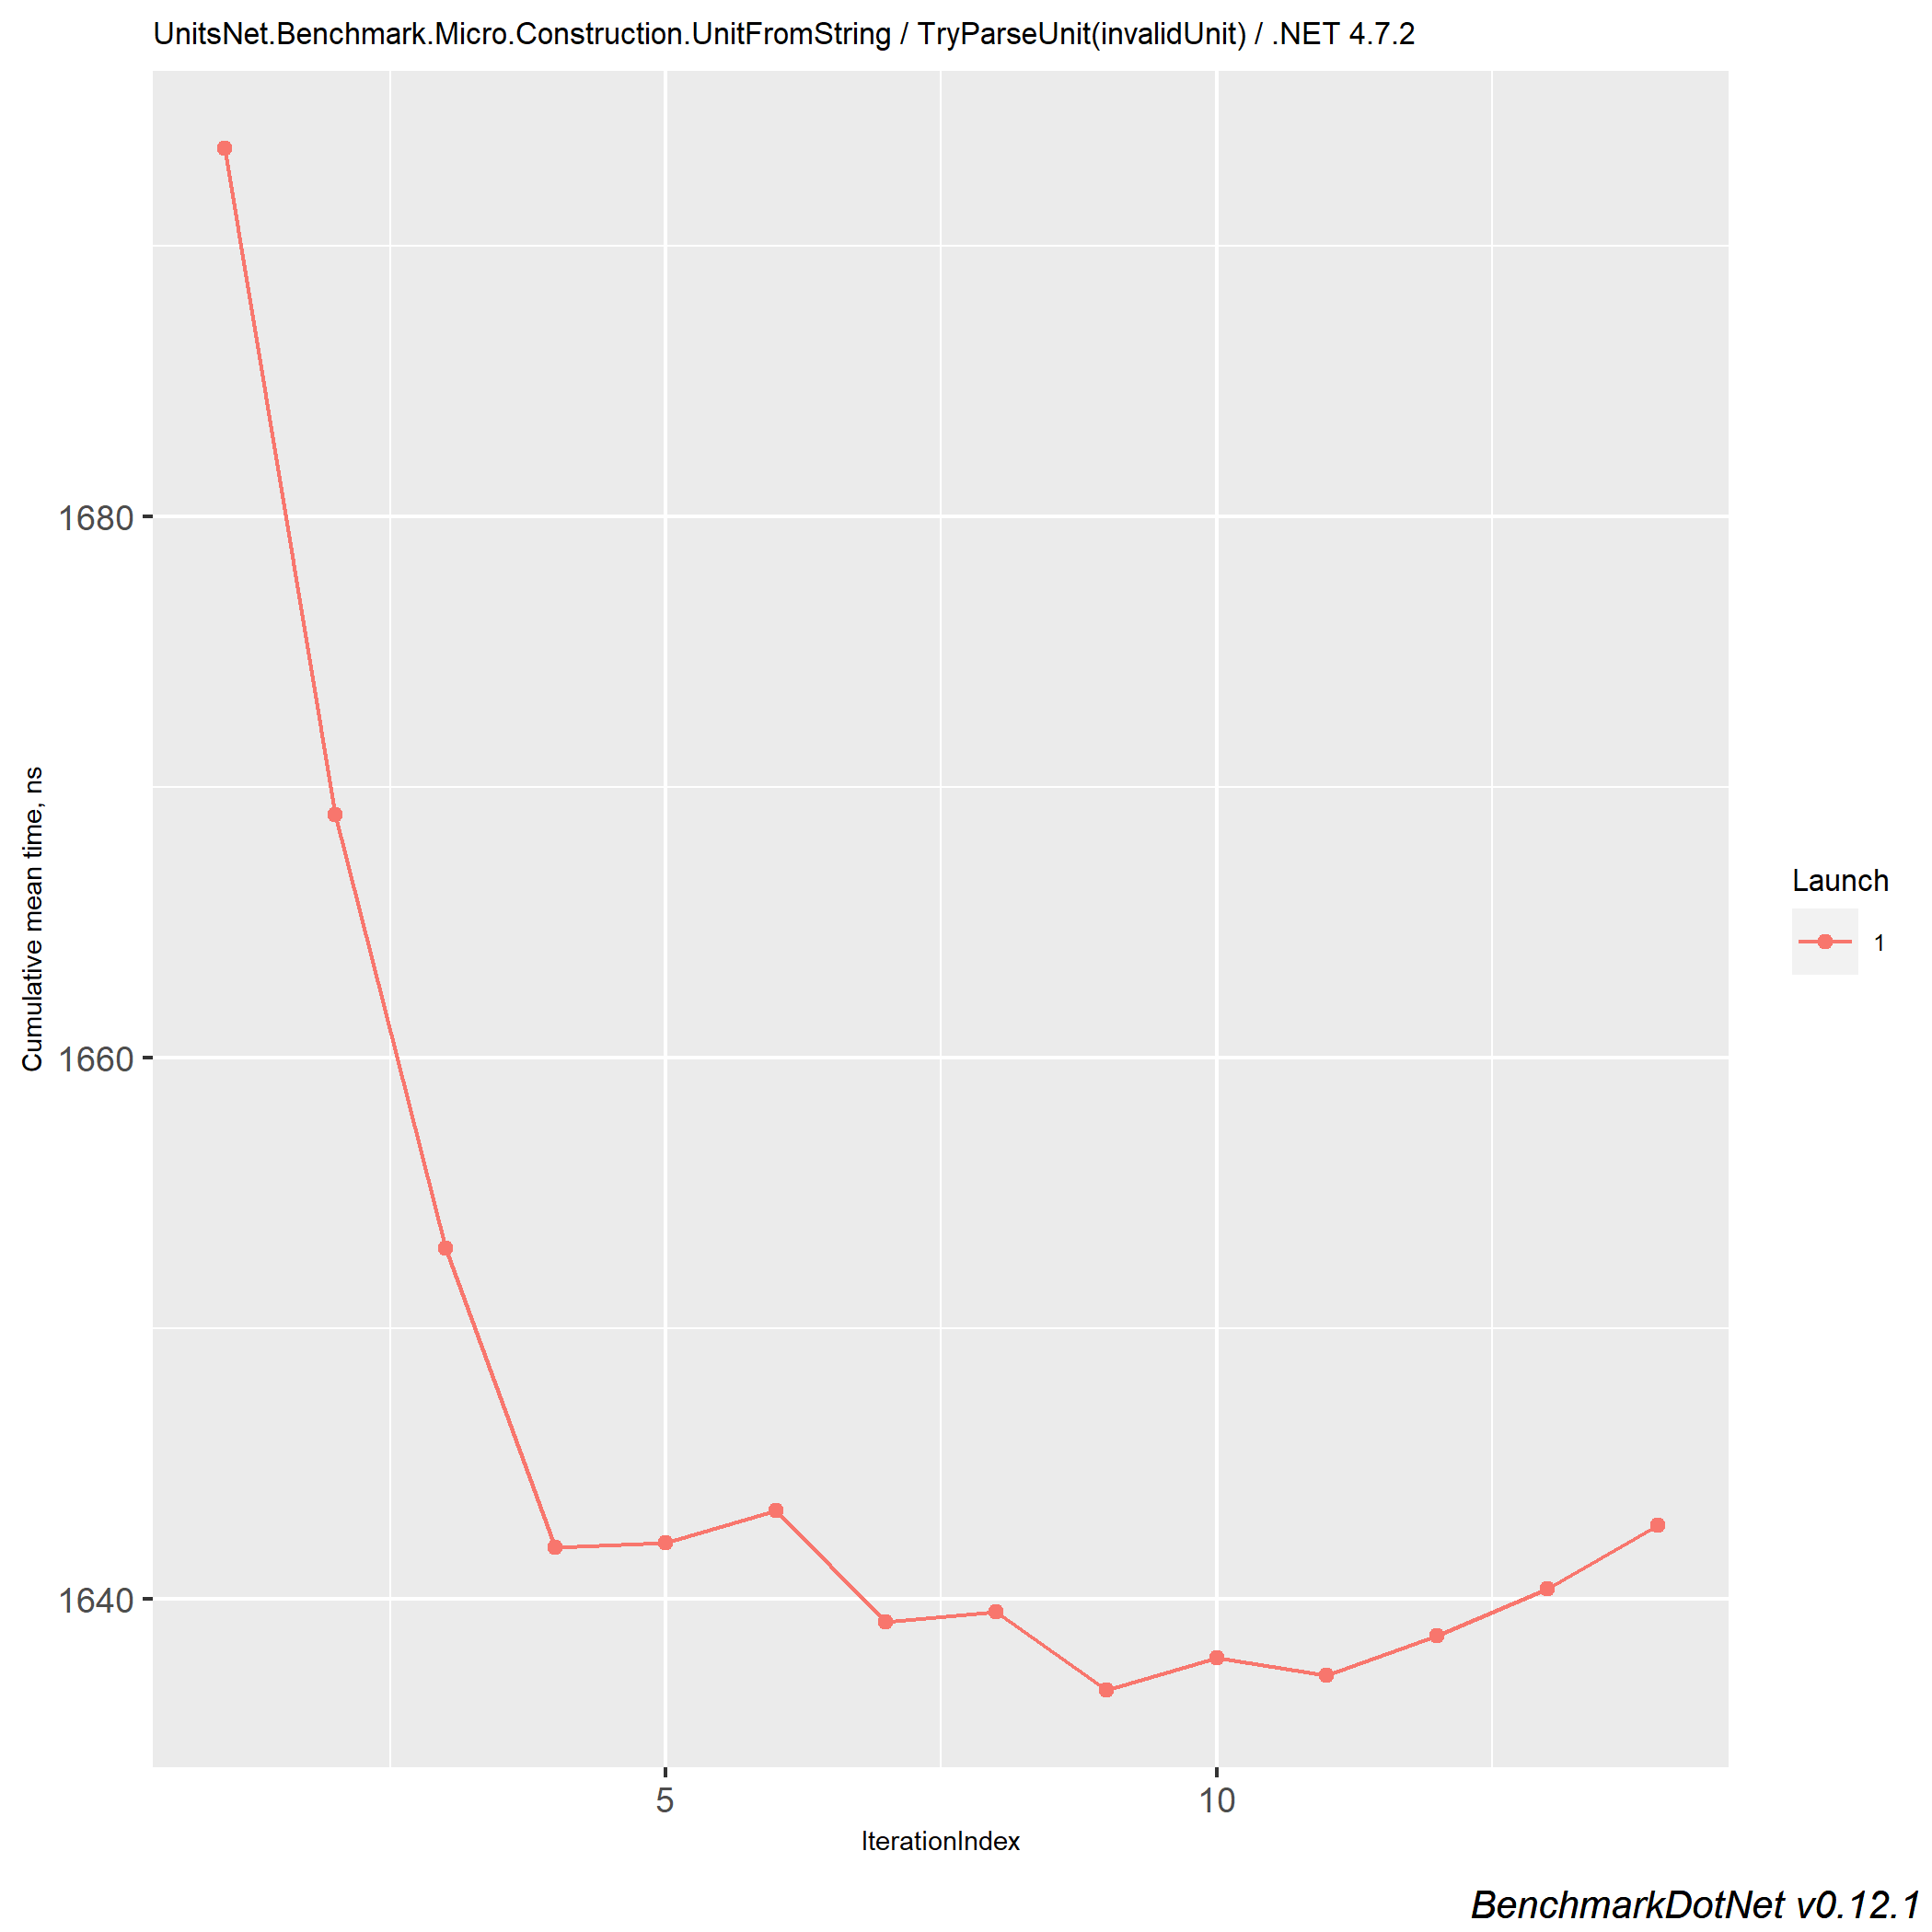 UnitsNet.Benchmark.Micro.Construction.UnitFromString / TryParseUnit(invalidUnit) / .NET 4.7.2
Cumulative mean time, ns
1680
1660
1640
5
10
IterationIndex
Launch
1
BenchmarkDotNet v0.12.1